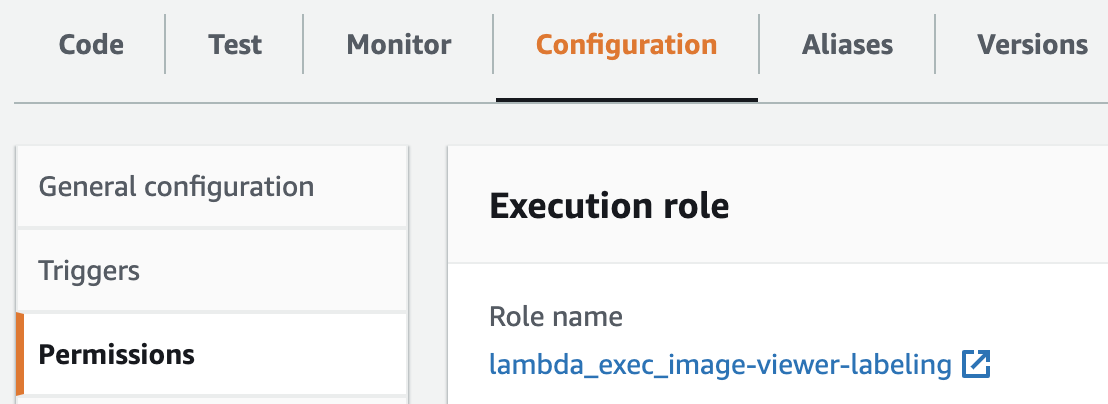 Code Test Monitor Configuration Aliases Versions
General configuration
Triggers
Permissions
Execution role
Role name
lambda_exec_image-viewer-labeling